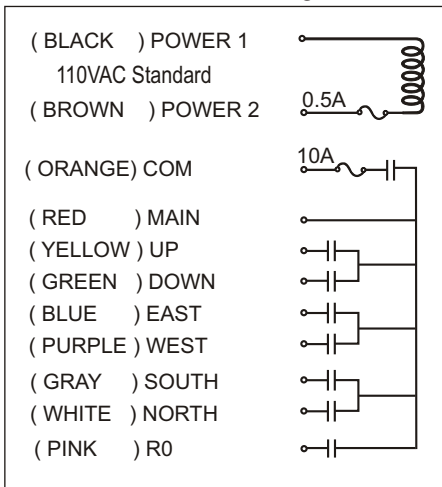 ( BLACK ) POWER 1
110VAC Standard
( BROWN ) POWER 2 0.5A
( ORANGE) COM 10A
( RED ) MAIN
( YELLOW ) UP
( GREEN ) DOWN
( BLUE ) EAST
( PURPLE ) WEST
( GRAY ) SOUTH
( WHITE ) NORTH
( PINK ) R0